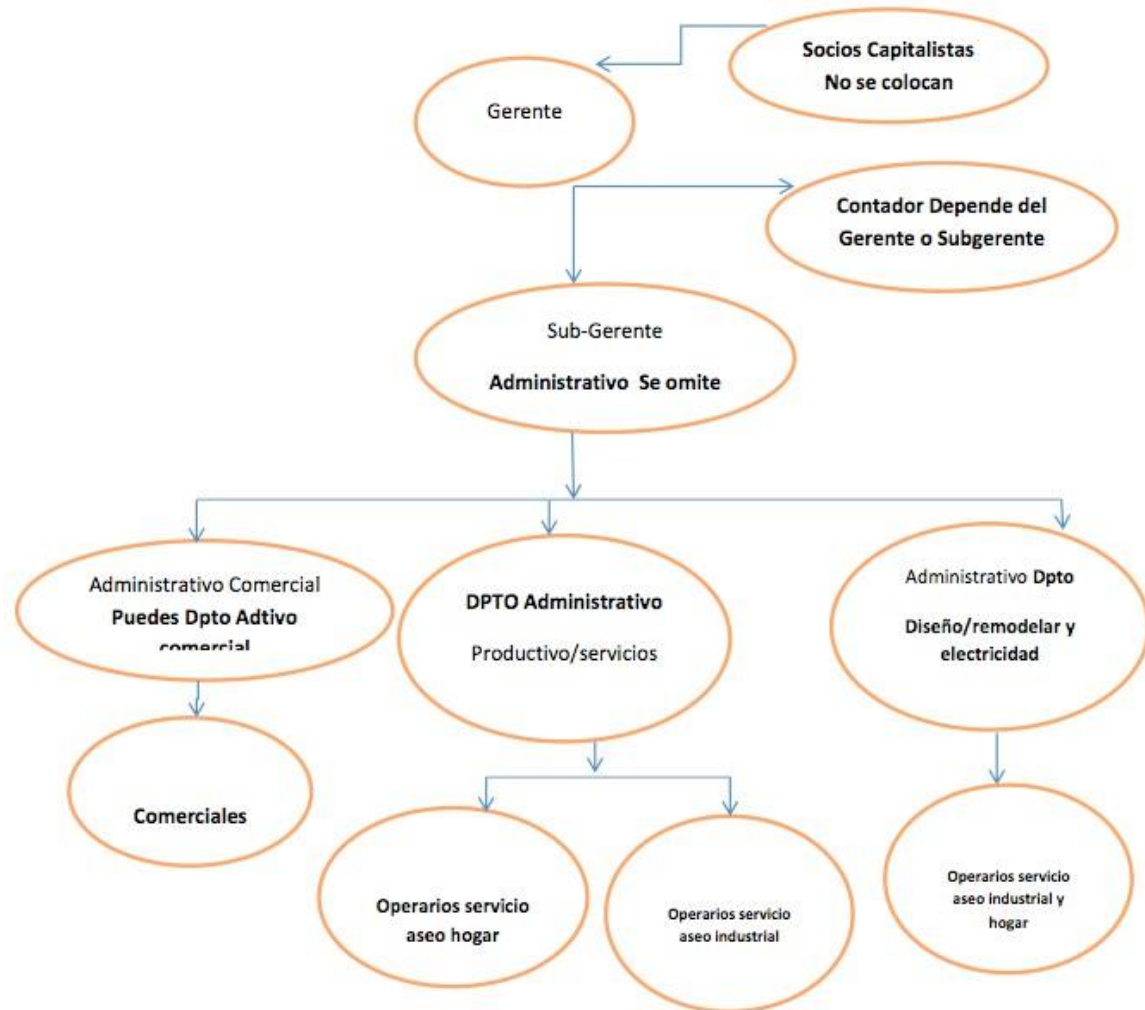 Socios Capitalistas
No se colocan
Gerente
Contador Depende del
Gerente o Subgerente
Sub-Gerente
Administrativo Se omite
Administrativo Comercial
Puedes Dpto Adtivo
comercial
DPTO Administrativo
Productivo/servicios
Administrativo Dpto
Diseño/remodelar y
electricidad
Comerciales
Operarios servicio
aseo hogar
Operarios servicio
aseo industrial
Operarios servicio
aseo industrial y
hogar